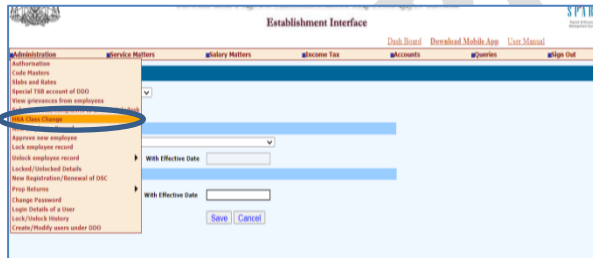 SPAR
Establishment Interface
Dash Board Download Mobile App User Manual
Administration Service Matters Salary Matters Income Tax Accounts Queries Sign Out
Authorisation
Code Masters
Slabs and Rates
Special TSB account of DDO
View grievances from employees
HRA Class Change
Approve new employee
Lock employee record
Unlock employee record With Effective Date
Locked/Unlocked Details
New Registration/Renewal of DSC
Prop Returns With Effective Date
Change Password
Login Details of a User
Lock/Unlock History Save Cancel
Create/Modify users under DDO